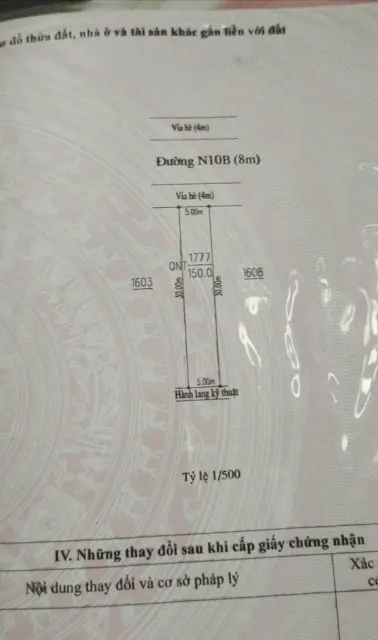 đồ thửa đất, nhà ở và tài sản khác gắn liền với đất
Vỉa hè (4m)
Đường N10B (8m)
Vỉa hè (4m)
5.00m
ONT 1777
150.0
1603
1608
30.00m
30.00m
5.00m
Hành lang kỹ thuật
Tỷ lệ 1/500
IV. Những thay đổi sau khi cấp giấy chứng nhận
Nội dung thay đổi và cơ sở pháp lý
Xác